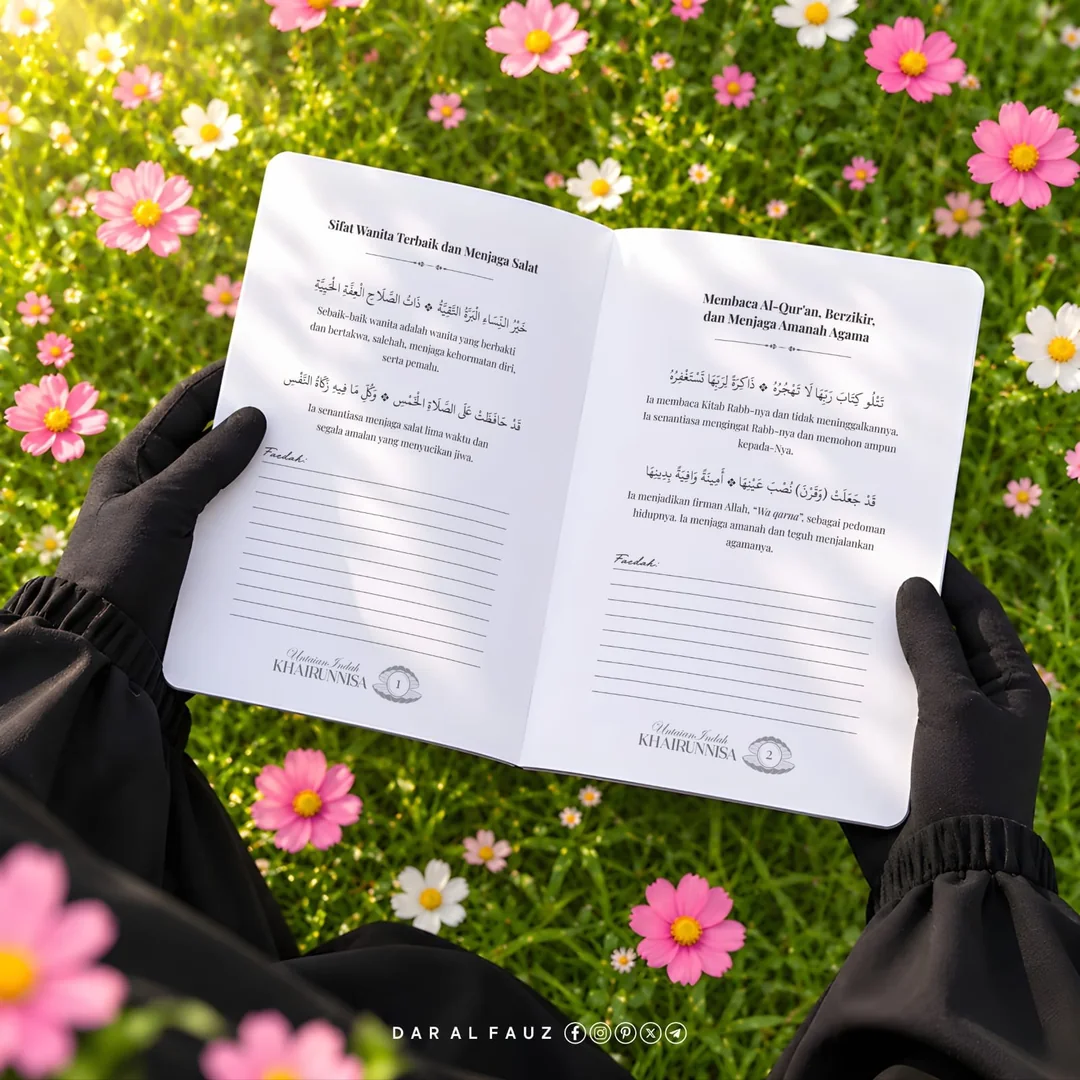 Sifat Wanita Terbaik dan Menjaga Salat
خَيْرُ النِّسَاءِ الْبَرَّةُ التَّقِيَّةُ ❖ ذَاتُ الصَّلَاحِ الْعِفَّةِ الْحَيِيَّةِ
Sebaik-baik wanita adalah wanita yang berbakti
dan bertakwa, salehah, menjaga kehormatan diri,
serta pemalu.
قَدْ حَافَظَتْ عَلَى الصَّلَاةِ الْخَمْسِ ❖ وَكُلِّ مَا فِيهِ زَكَاةُ النَّفْسِ
Ia senantiasa menjaga salat lima waktu dan
segala amalan yang menyucikan jiwa.
Faedah:
Untaian Indah
KHAIRUNNISA
1
Membaca Al-Qur'an, Berzikir,
dan Menjaga Amanah Agama
تَتْلُو كِتَابَ رَبِّهَا لَا تَهْجُرُهُ ❖ ذَاكِرَةً لِرَبِّهَا تَسْتَغْفِرُهُ
Ia membaca Kitab Rabb-nya dan tidak meninggalkannya.
Ia senantiasa mengingat Rabb-nya dan memohon ampun
kepada-Nya.
قَدْ جَعَلَتْ (وَقَرْنَ) نُصْبَ عَيْنِهَا ❖ أَمِينَةٌ وَافِيَةٌ بِدِينِهَا
Ia menjadikan firman Allah, "Wa qarna", sebagai pedoman
hidupnya. Ia menjaga amanah dan teguh menjalankan
agamanya.
Faedah:
Untaian Indah
KHAIRUNNISA
2
DAR AL FAUZ